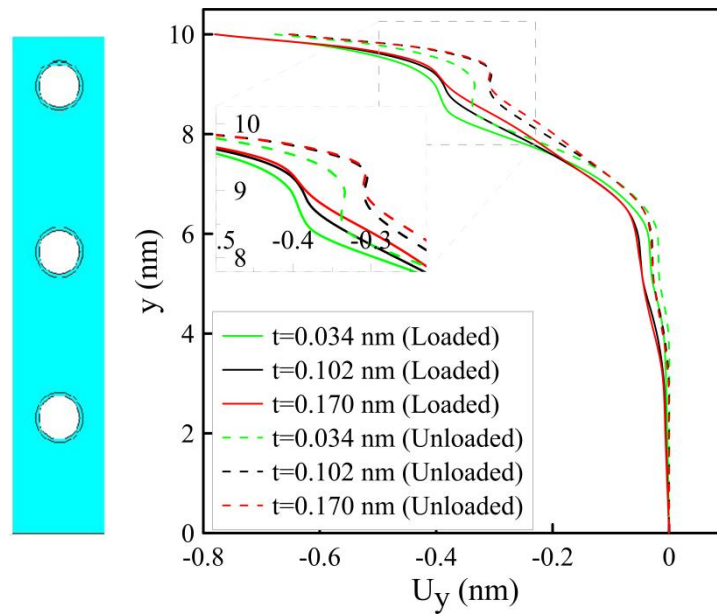 10
8
6
4
2
0
y (nm)
10
9
8
.5
-0.4
-0.3
t=0.034 nm (Loaded)
t=0.102 nm (Loaded)
t=0.170 nm (Loaded)
t=0.034 nm (Unloaded)
t=0.102 nm (Unloaded)
t=0.170 nm (Unloaded)
-0.8 -0.6 -0.4 -0.2 0
Uy (nm)